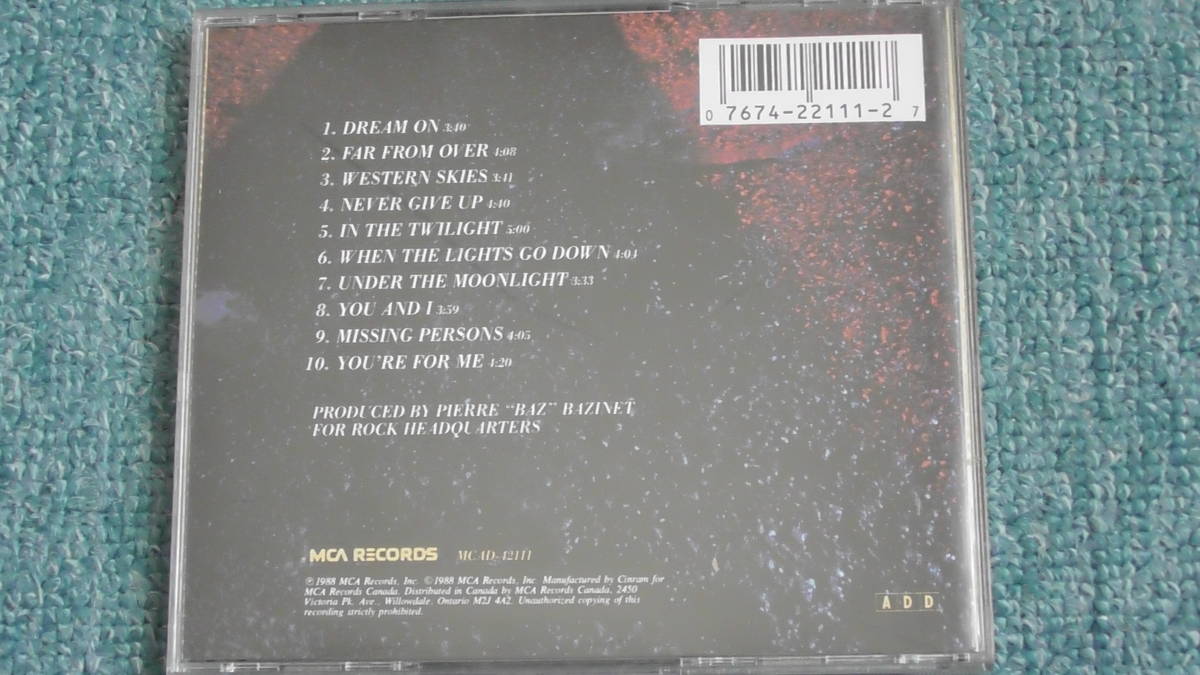 0 7674-22111-2 7
1. DREAM ON 3:40
2. FAR FROM OVER 4:08
3. WESTERN SKIES 3:41
4. NEVER GIVE UP 4:40
5. IN THE TWILIGHT 5:00
6. WHEN THE LIGHTS GO DOWN 4:04
7. UNDER THE MOONLIGHT 3:33
8. YOU AND I 3:59
9. MISSING PERSONS 4:05
10. YOU'RE FOR ME 4:20
PRODUCED BY PIERRE "BAZ" BAZINET
FOR ROCK HEADQUARTERS
MCA RECORDS MCAD-42111
℗ 1988 MCA Records, Inc. © 1988 MCA Records, Inc. Manufactured by Cinram for
MCA Records Canada. Distributed in Canada by MCA Records Canada, 2450
Victoria Pk. Ave., Willowdale, Ontario M2J 4A2. Unauthorized copying of this
recording strictly prohibited.
A D D